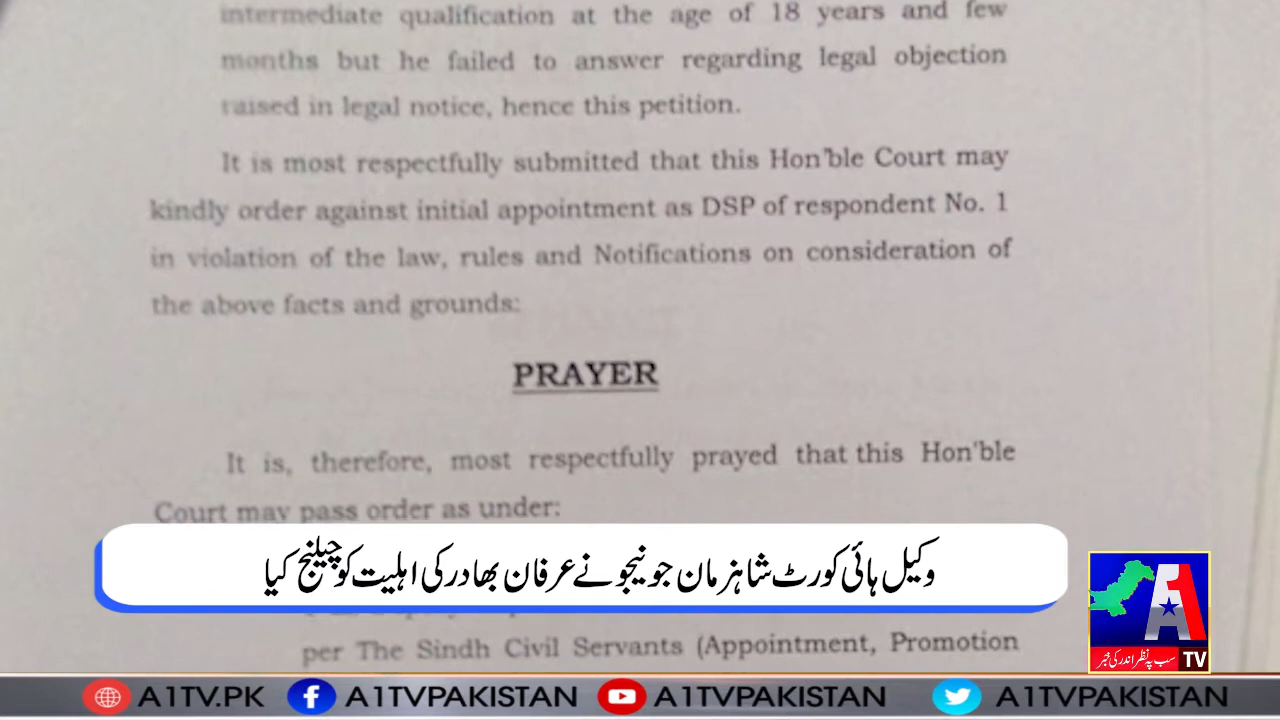 intermediate qualification at the age of 18 years and few
months but he failed to answer regarding legal objection
raised in legal notice, hence this petition.
It is most respectfully submitted that this Hon'ble Court may
kindly order against initial appointment as DSP of respondent No. 1
in violation of the law, rules and Notifications on consideration of
the above facts and grounds:
PRAYER
It is, therefore, most respectfully prayed that this Hon'ble
Court may pass order as under:
وکیل ہائی کورٹ شاہزمان جونیجو نے عرفان بھادر کی اہلیت کو چیلنج کیا
per The Sindh Civil Servants (Appointment, Promotion
A1
سب پہ نظر اندر کی خبر TV
A1TV.PK A1TVPAKISTAN A1TVPAKISTAN A1TVPAKISTAN